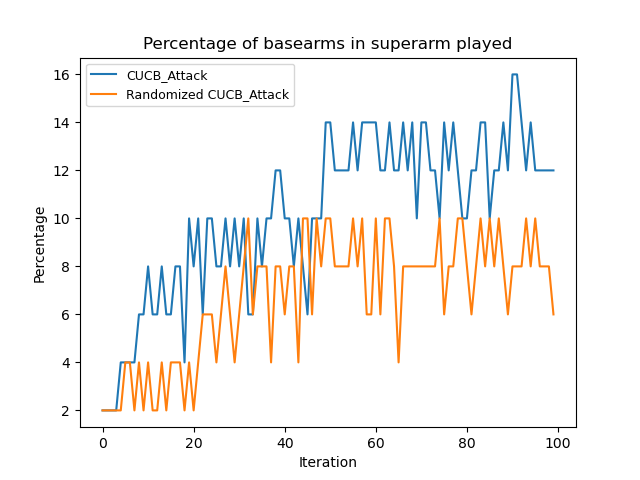 Percentage of basearms in superarm played
CUCB_Attack
Randomized CUCB_Attack
16
14
12
10
8
6
4
2
Percentage
0 20 40 60 80 100
Iteration